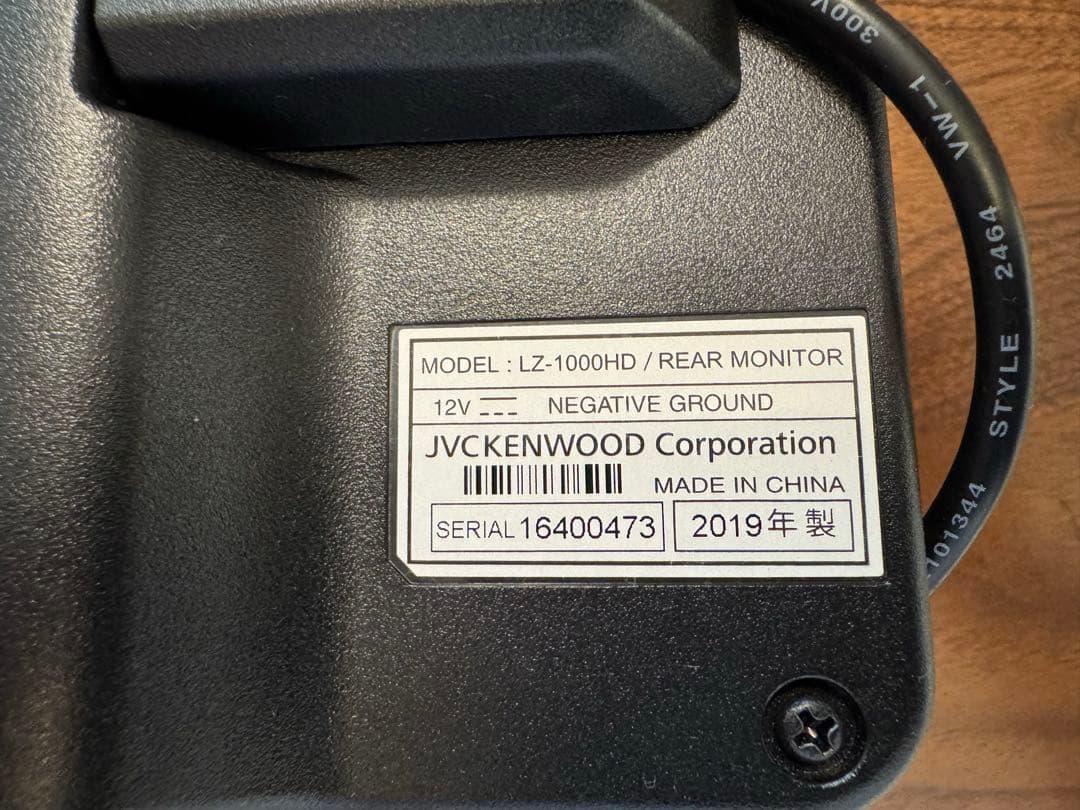 300V
VW-1
STYLE 2464
101344
MODEL : LZ-1000HD / REAR MONITOR
12V NEGATIVE GROUND
JVCKENWOOD Corporation
MADE IN CHINA
SERIAL 16400473
2019年 製